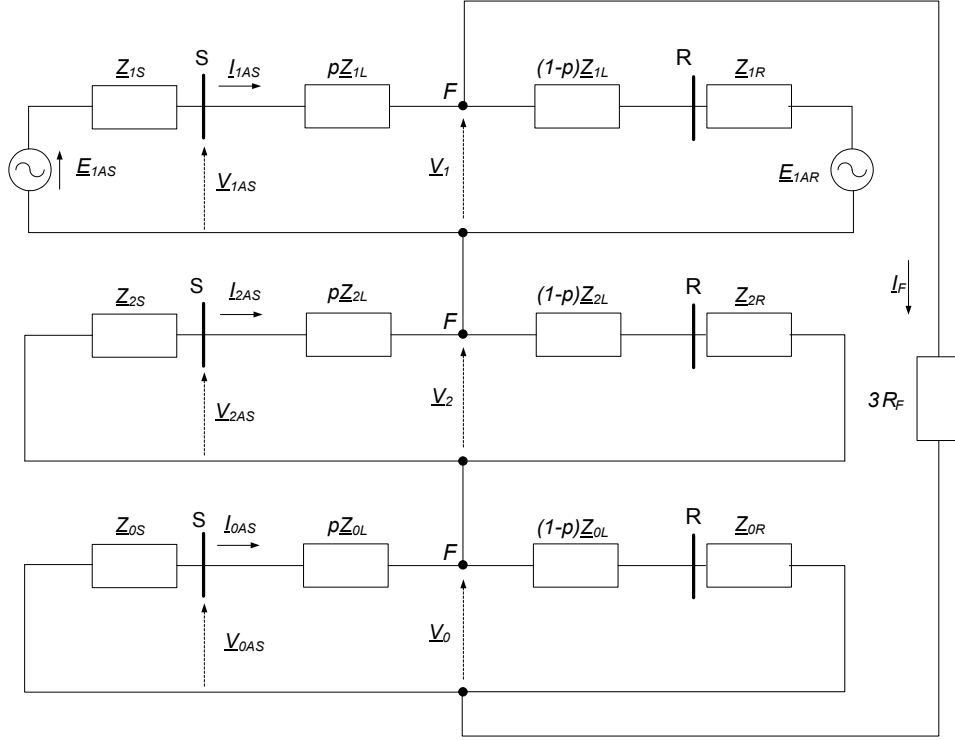 Z1S S I1AS pZ1L F (1-p)Z1L R Z1R
E1AS V1AS V1 E1AR
Z2S S I2AS pZ2L F (1-p)Z2L R Z2R IF
V2AS V2 3RF
Z0S S I0AS pZ0L F (1-p)Z0L R Z0R
V0AS V0